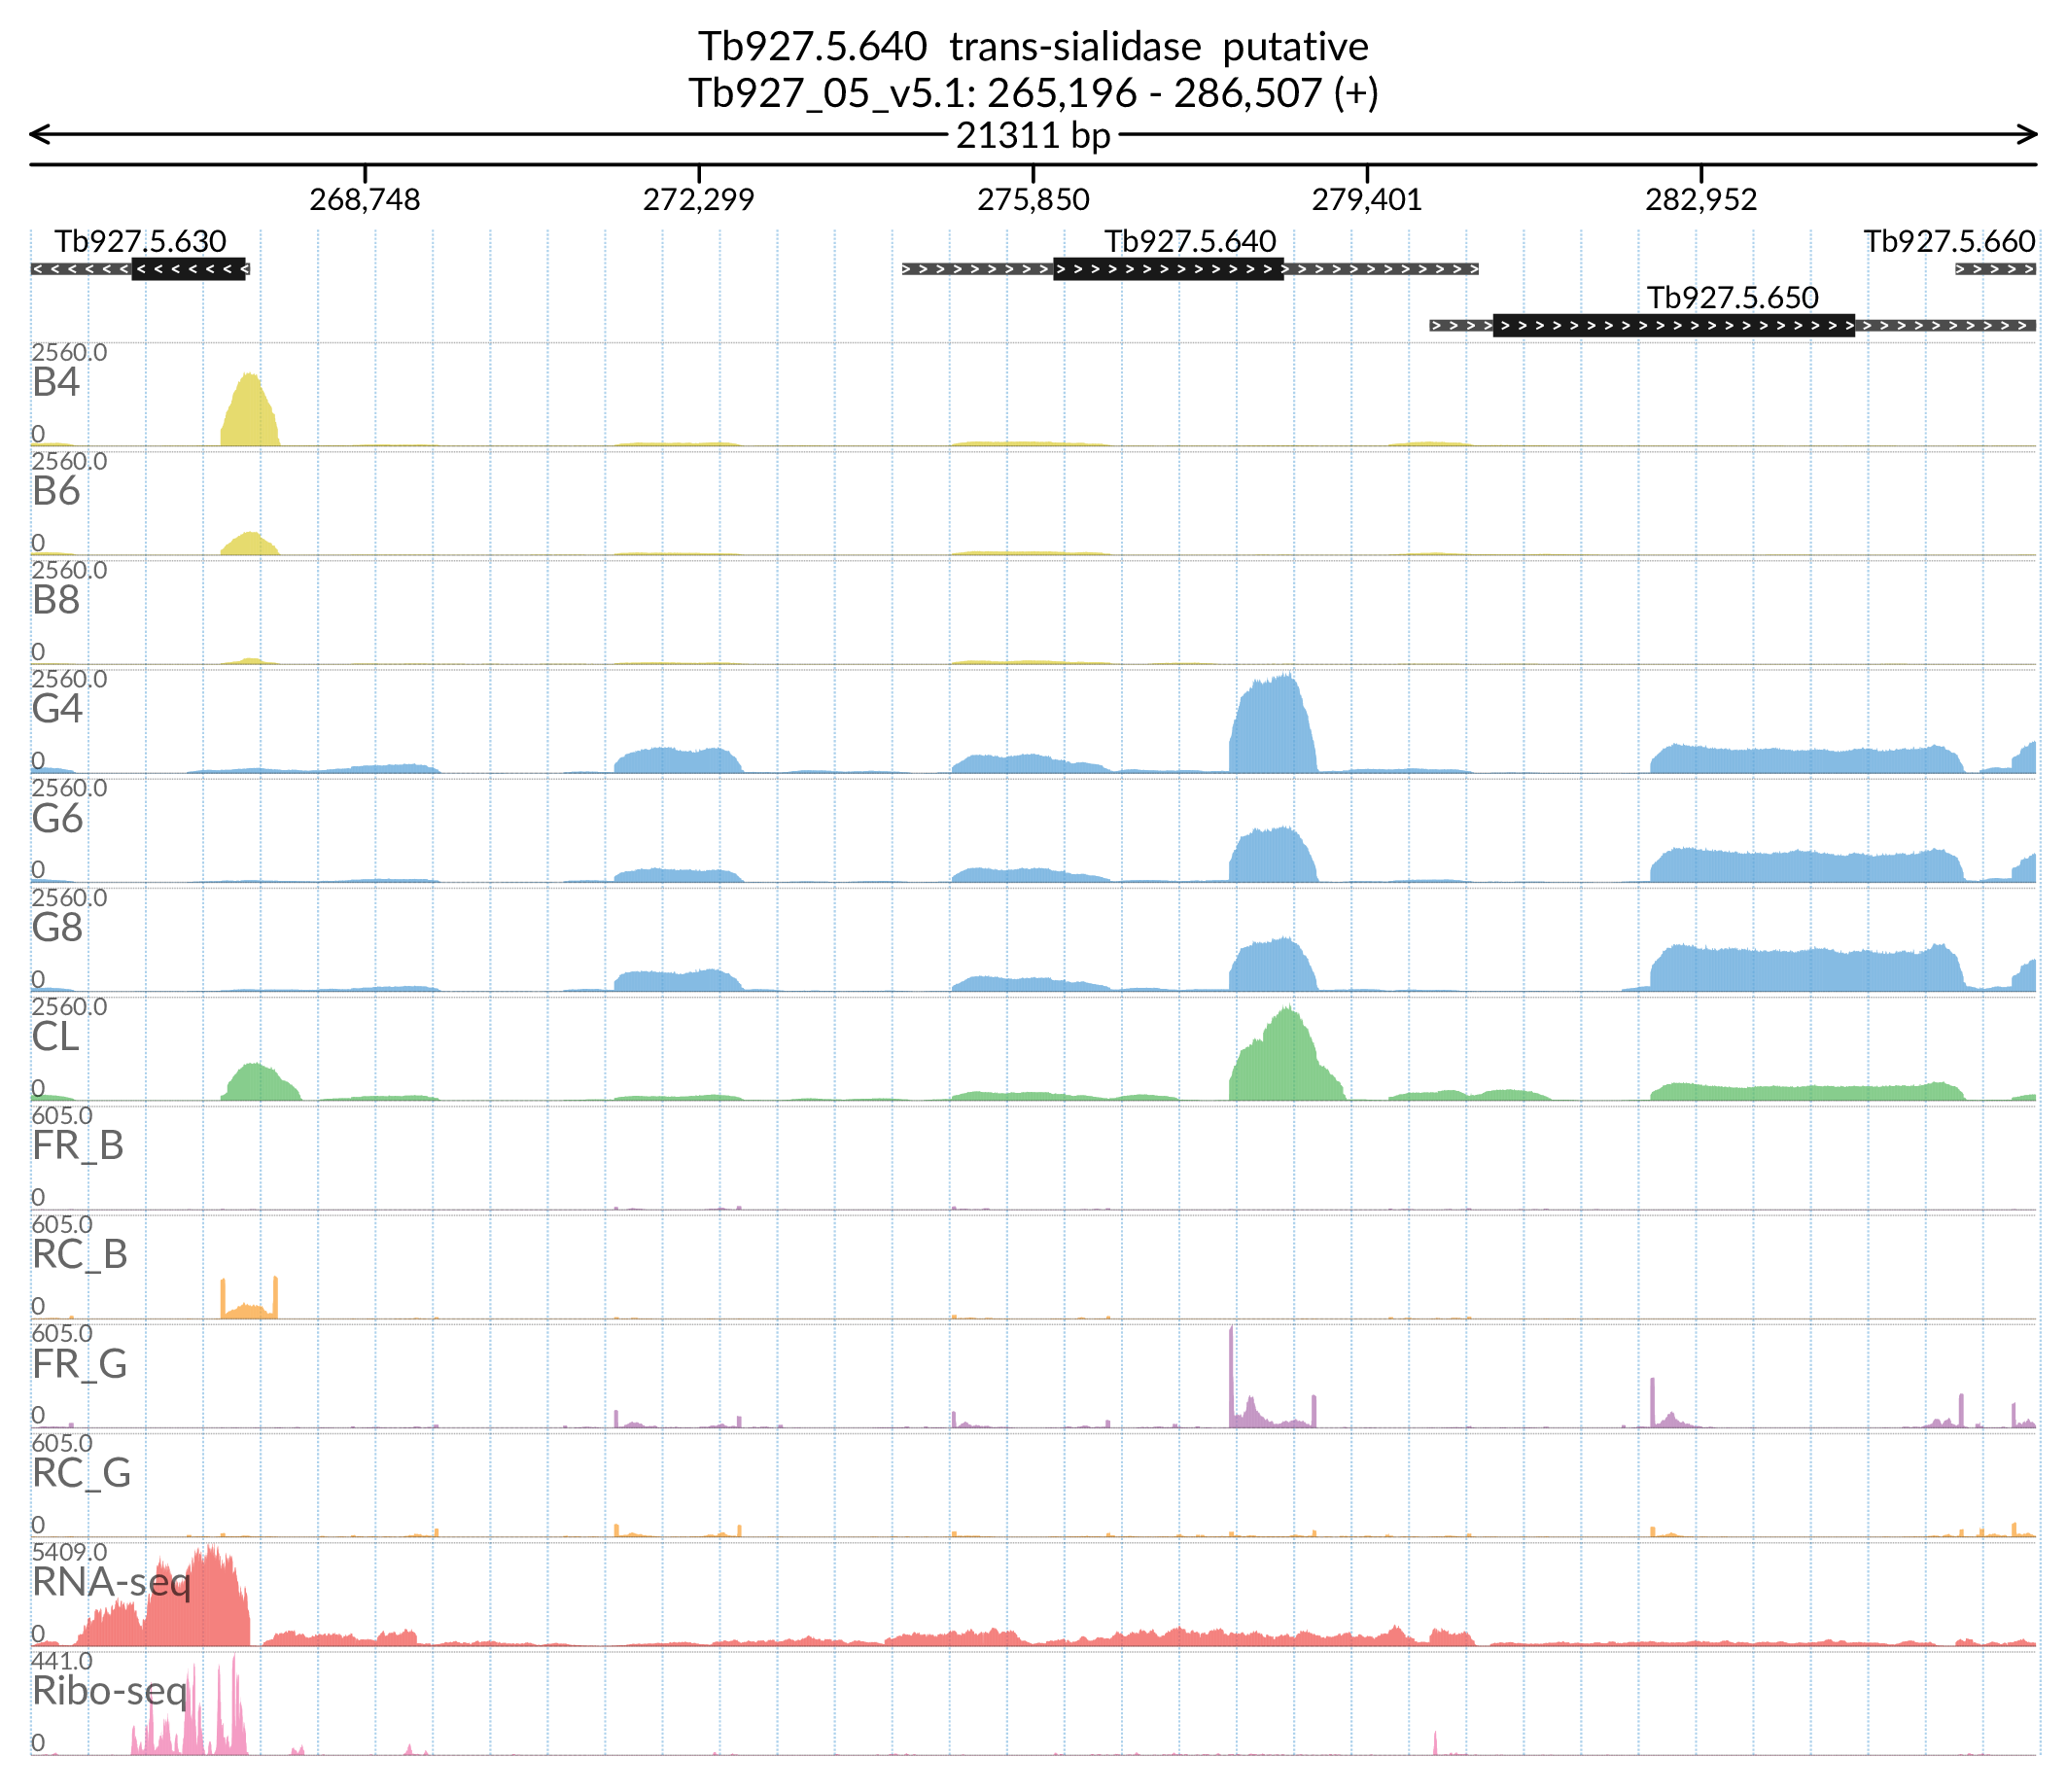 Tb927.5.640 trans-sialidase putative
Tb927_05_v5.1: 265,196 - 286,507 (+)
21311 bp
268,748 272,299 275,850 279,401 282,952
Tb927.5.630 Tb927.5.640 Tb927.5.660
Tb927.5.650
2560.0
B4
0
2560.0
B6
0
2560.0
B8
0
2560.0
G4
0
2560.0
G6
0
2560.0
G8
0
2560.0
CL
0
605.0
FR_B
0
605.0
RC_B
0
605.0
FR_G
0
605.0
RC_G
0
5409.0
RNA-seq
0
441.0
Ribo-seq
0